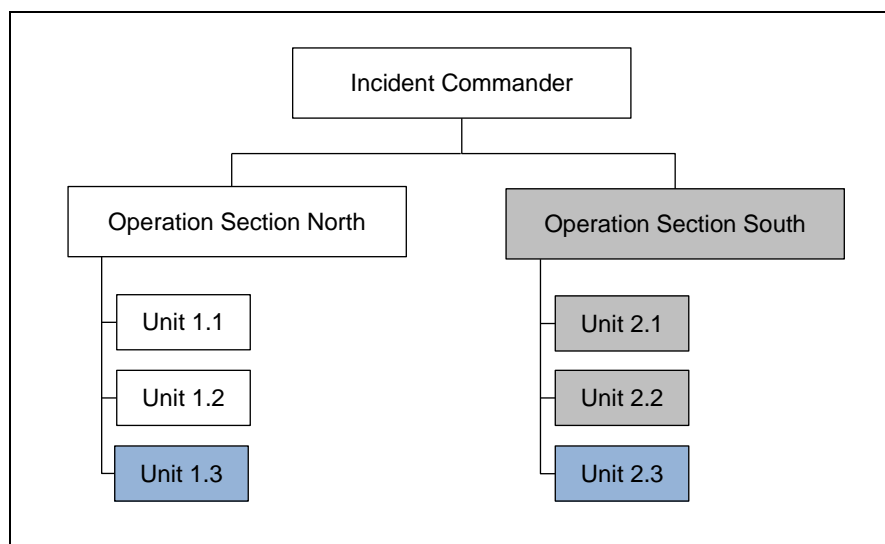 Incident Commander
Operation Section North
Operation Section South
Unit 1.1
Unit 2.1
Unit 1.2
Unit 2.2
Unit 1.3
Unit 2.3